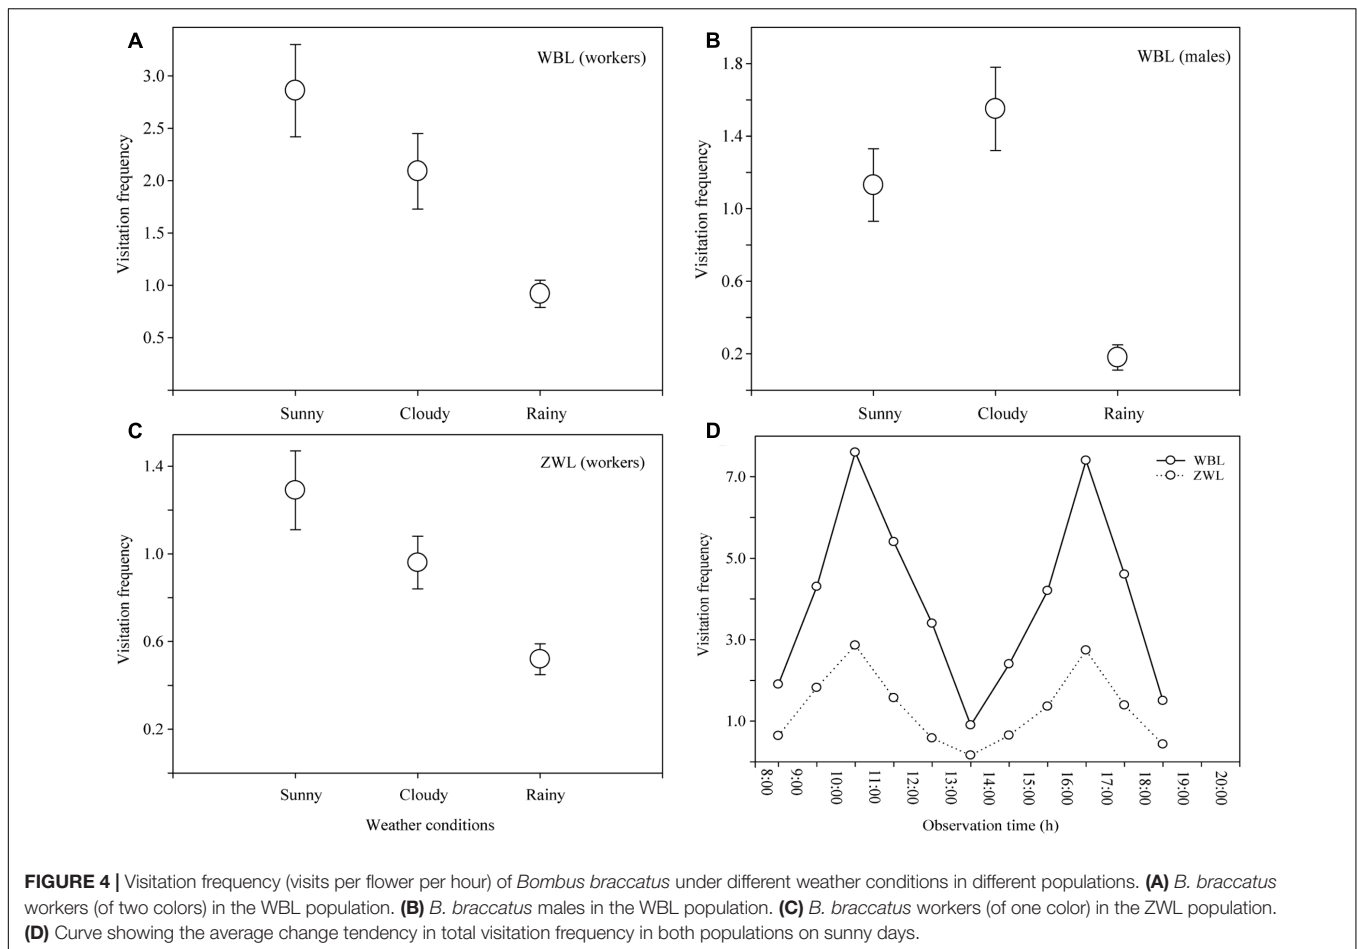 A
WBL (workers)
3.0
2.5
2.0
1.5
1.0
0.5
Visitation frequency
Sunny Cloudy Rainy
B
WBL (males)
1.8
1.4
1.0
0.6
0.2
Visitation frequency
Sunny Cloudy Rainy
C
ZWL (workers)
1.4
1.0
0.6
0.2
Visitation frequency
Sunny Cloudy Rainy
Weather conditions
D
WBL
ZWL
7.0
5.0
3.0
1.0
Visitation frequency
8:00 9:00 10:00 11:00 12:00 13:00 14:00 15:00 16:00 17:00 18:00 19:00 20:00
Observation time (h)
FIGURE 4 | Visitation frequency (visits per flower per hour) of Bombus braccatus under different weather conditions in different populations. (A) B. braccatus
workers (of two colors) in the WBL population. (B) B. braccatus males in the WBL population. (C) B. braccatus workers (of one color) in the ZWL population.
(D) Curve showing the average change tendency in total visitation frequency in both populations on sunny days.